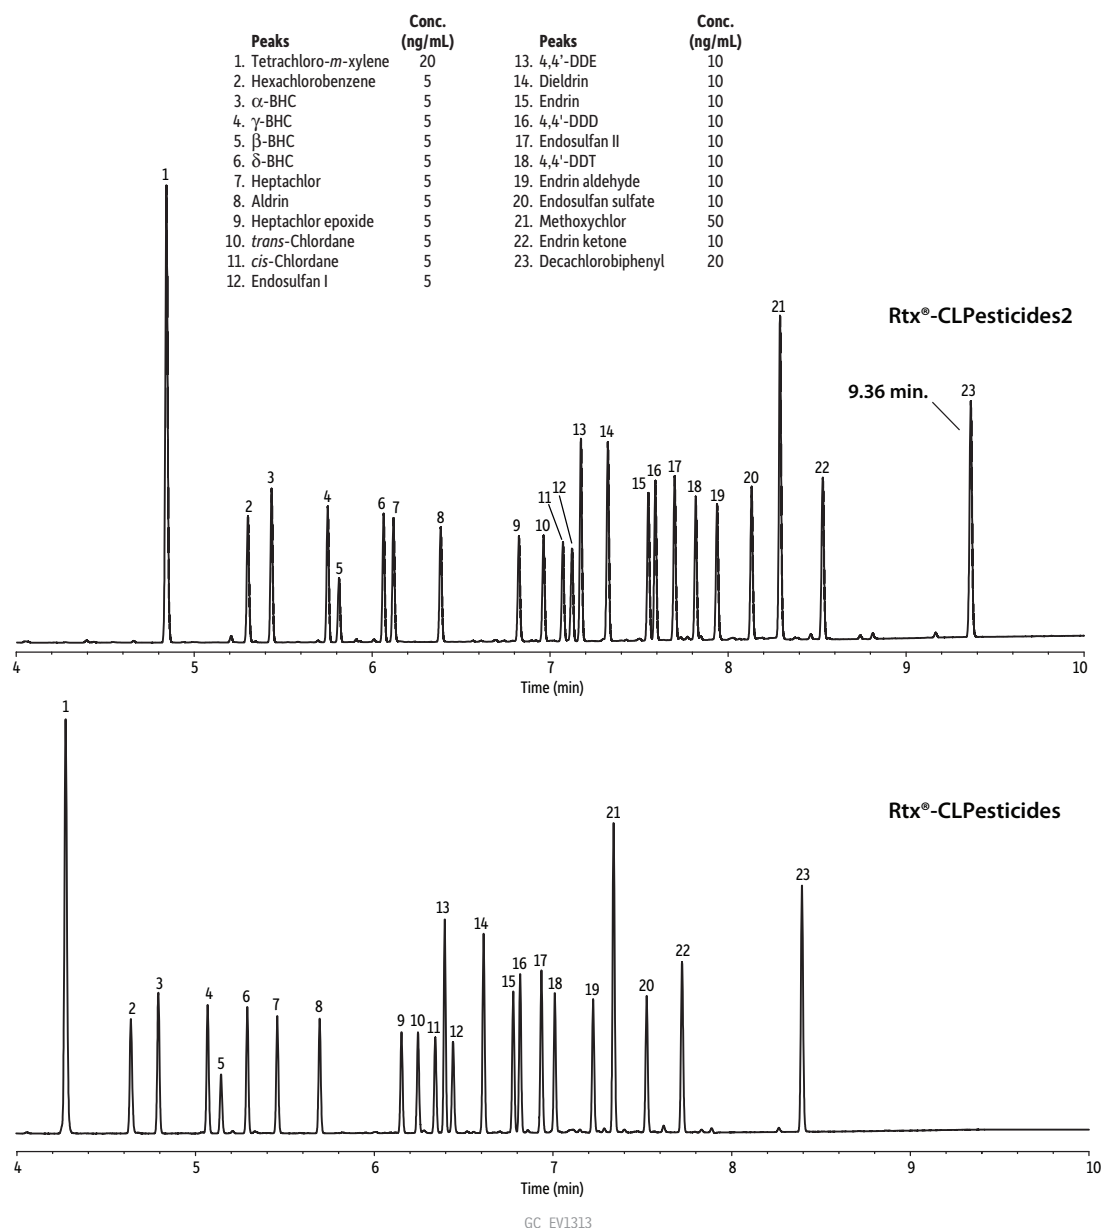 Peaks Conc. (ng/mL) Peaks Conc. (ng/mL)
1. Tetrachloro-m-xylene 20 13. 4,4’-DDE 10
2. Hexachlorobenzene 5 14. Dieldrin 10
3. α-BHC 5 15. Endrin 10
4. γ-BHC 5 16. 4,4'-DDD 10
5. β-BHC 5 17. Endosulfan II 10
6. δ-BHC 5 18. 4,4'-DDT 10
7. Heptachlor 5 19. Endrin aldehyde 10
8. Aldrin 5 20. Endosulfan sulfate 10
9. Heptachlor epoxide 5 21. Methoxychlor 50
10. trans-Chlordane 5 22. Endrin ketone 10
11. cis-Chlordane 5 23. Decachlorobiphenyl 20
12. Endosulfan I 5
Rtx®-CLPesticides2
9.36 min.
1 2 3 4 5 6 7 8 9 10 11 12 13 14 15 16 17 18 19 20 21 22 23
4 5 6 7 8 9 10
Time (min)
Rtx®-CLPesticides
1 2 3 4 5 6 7 8 9 10 11 13 12 14 15 16 17 18 19 21 20 22 23
4 5 6 7 8 9 10
Time (min)
GC_EV1313